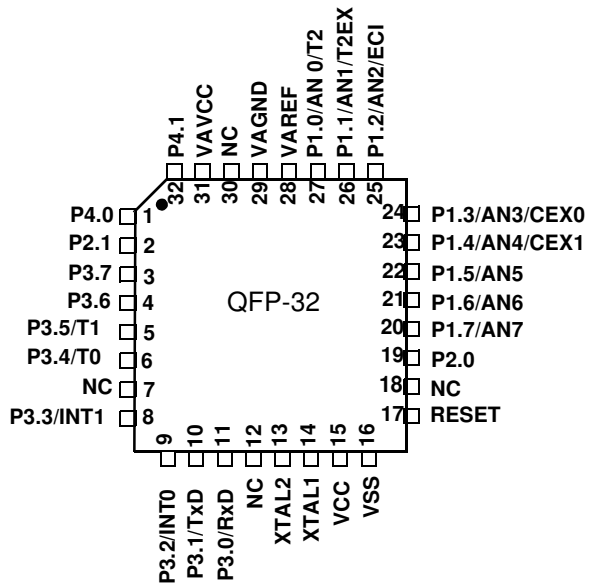 P4.1
VAVCC
NC
VAGND
VAREF
P1.0/AN 0/T2
P1.1/AN1/T2EX
P1.2/AN2/ECI
32
31
30
29
28
27
26
25
P4.0 1
P2.1 2
P3.7 3
P3.6 4
P3.5/T1 5
P3.4/T0 6
NC 7
P3.3/INT1 8
QFP-32
24 P1.3/AN3/CEX0
23 P1.4/AN4/CEX1
22 P1.5/AN5
21 P1.6/AN6
20 P1.7/AN7
19 P2.0
18 NC
17 RESET
9
10
11
12
13
14
15
16
P3.2/INT0
P3.1/TxD
P3.0/RxD
NC
XTAL2
XTAL1
VCC
VSS